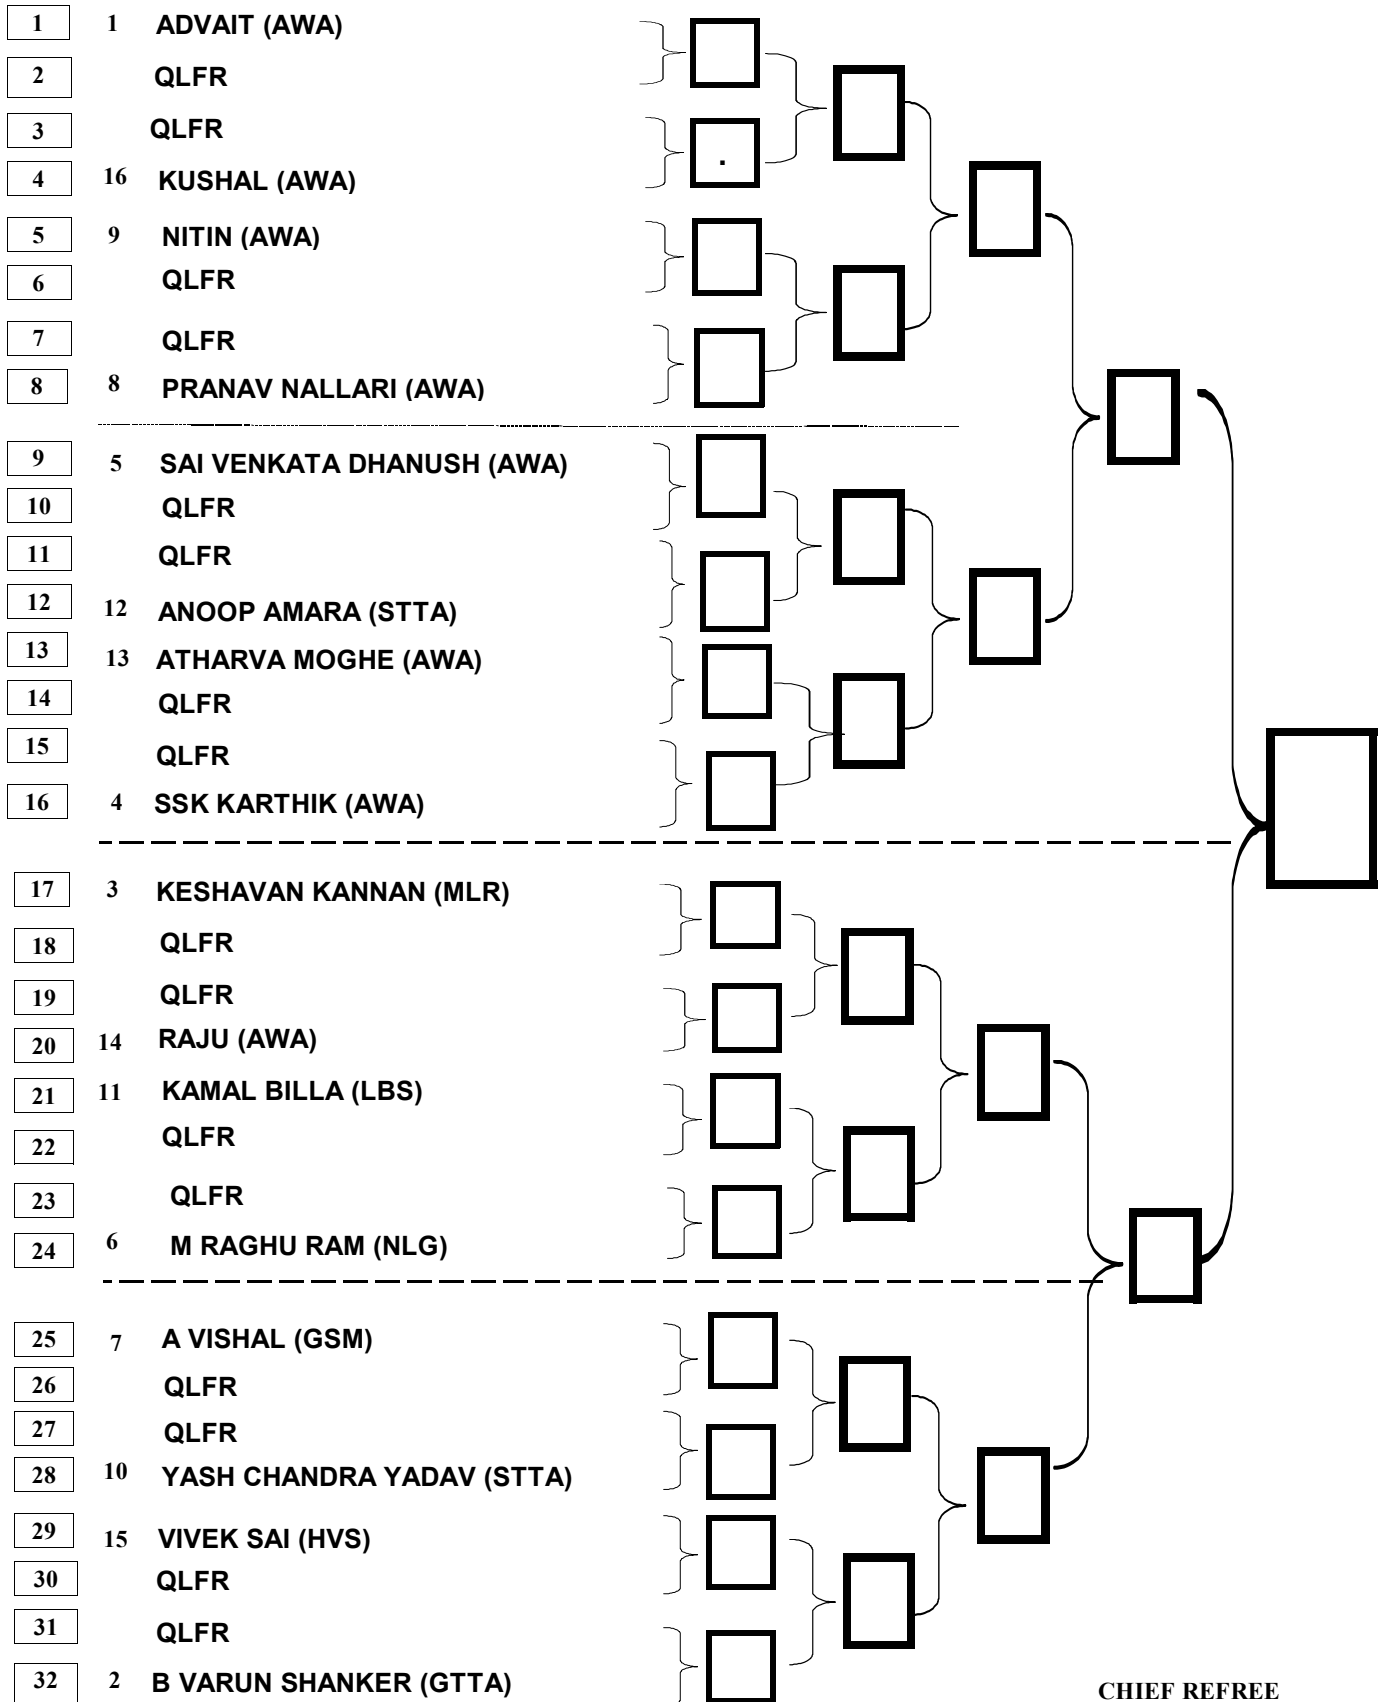 1 1 ADVAIT (AWA)
2 QLFR
3 QLFR
4 16 KUSHAL (AWA)
5 9 NITIN (AWA)
6 QLFR
7 QLFR
8 8 PRANAV NALLARI (AWA)
9 5 SAI VENKATA DHANUSH (AWA)
10 QLFR
11 QLFR
12 12 ANOOP AMARA (STTA)
13 13 ATHARVA MOGHE (AWA)
14 QLFR
15 QLFR
16 4 SSK KARTHIK (AWA)
17 3 KESHAVAN KANNAN (MLR)
18 QLFR
19 QLFR
20 14 RAJU (AWA)
21 11 KAMAL BILLA (LBS)
22 QLFR
23 QLFR
24 6 M RAGHU RAM (NLG)
25 7 A VISHAL (GSM)
26 QLFR
27 QLFR
28 10 YASH CHANDRA YADAV (STTA)
29 15 VIVEK SAI (HVS)
30 QLFR
31 QLFR
32 2 B VARUN SHANKER (GTTA)
CHIEF REFREE